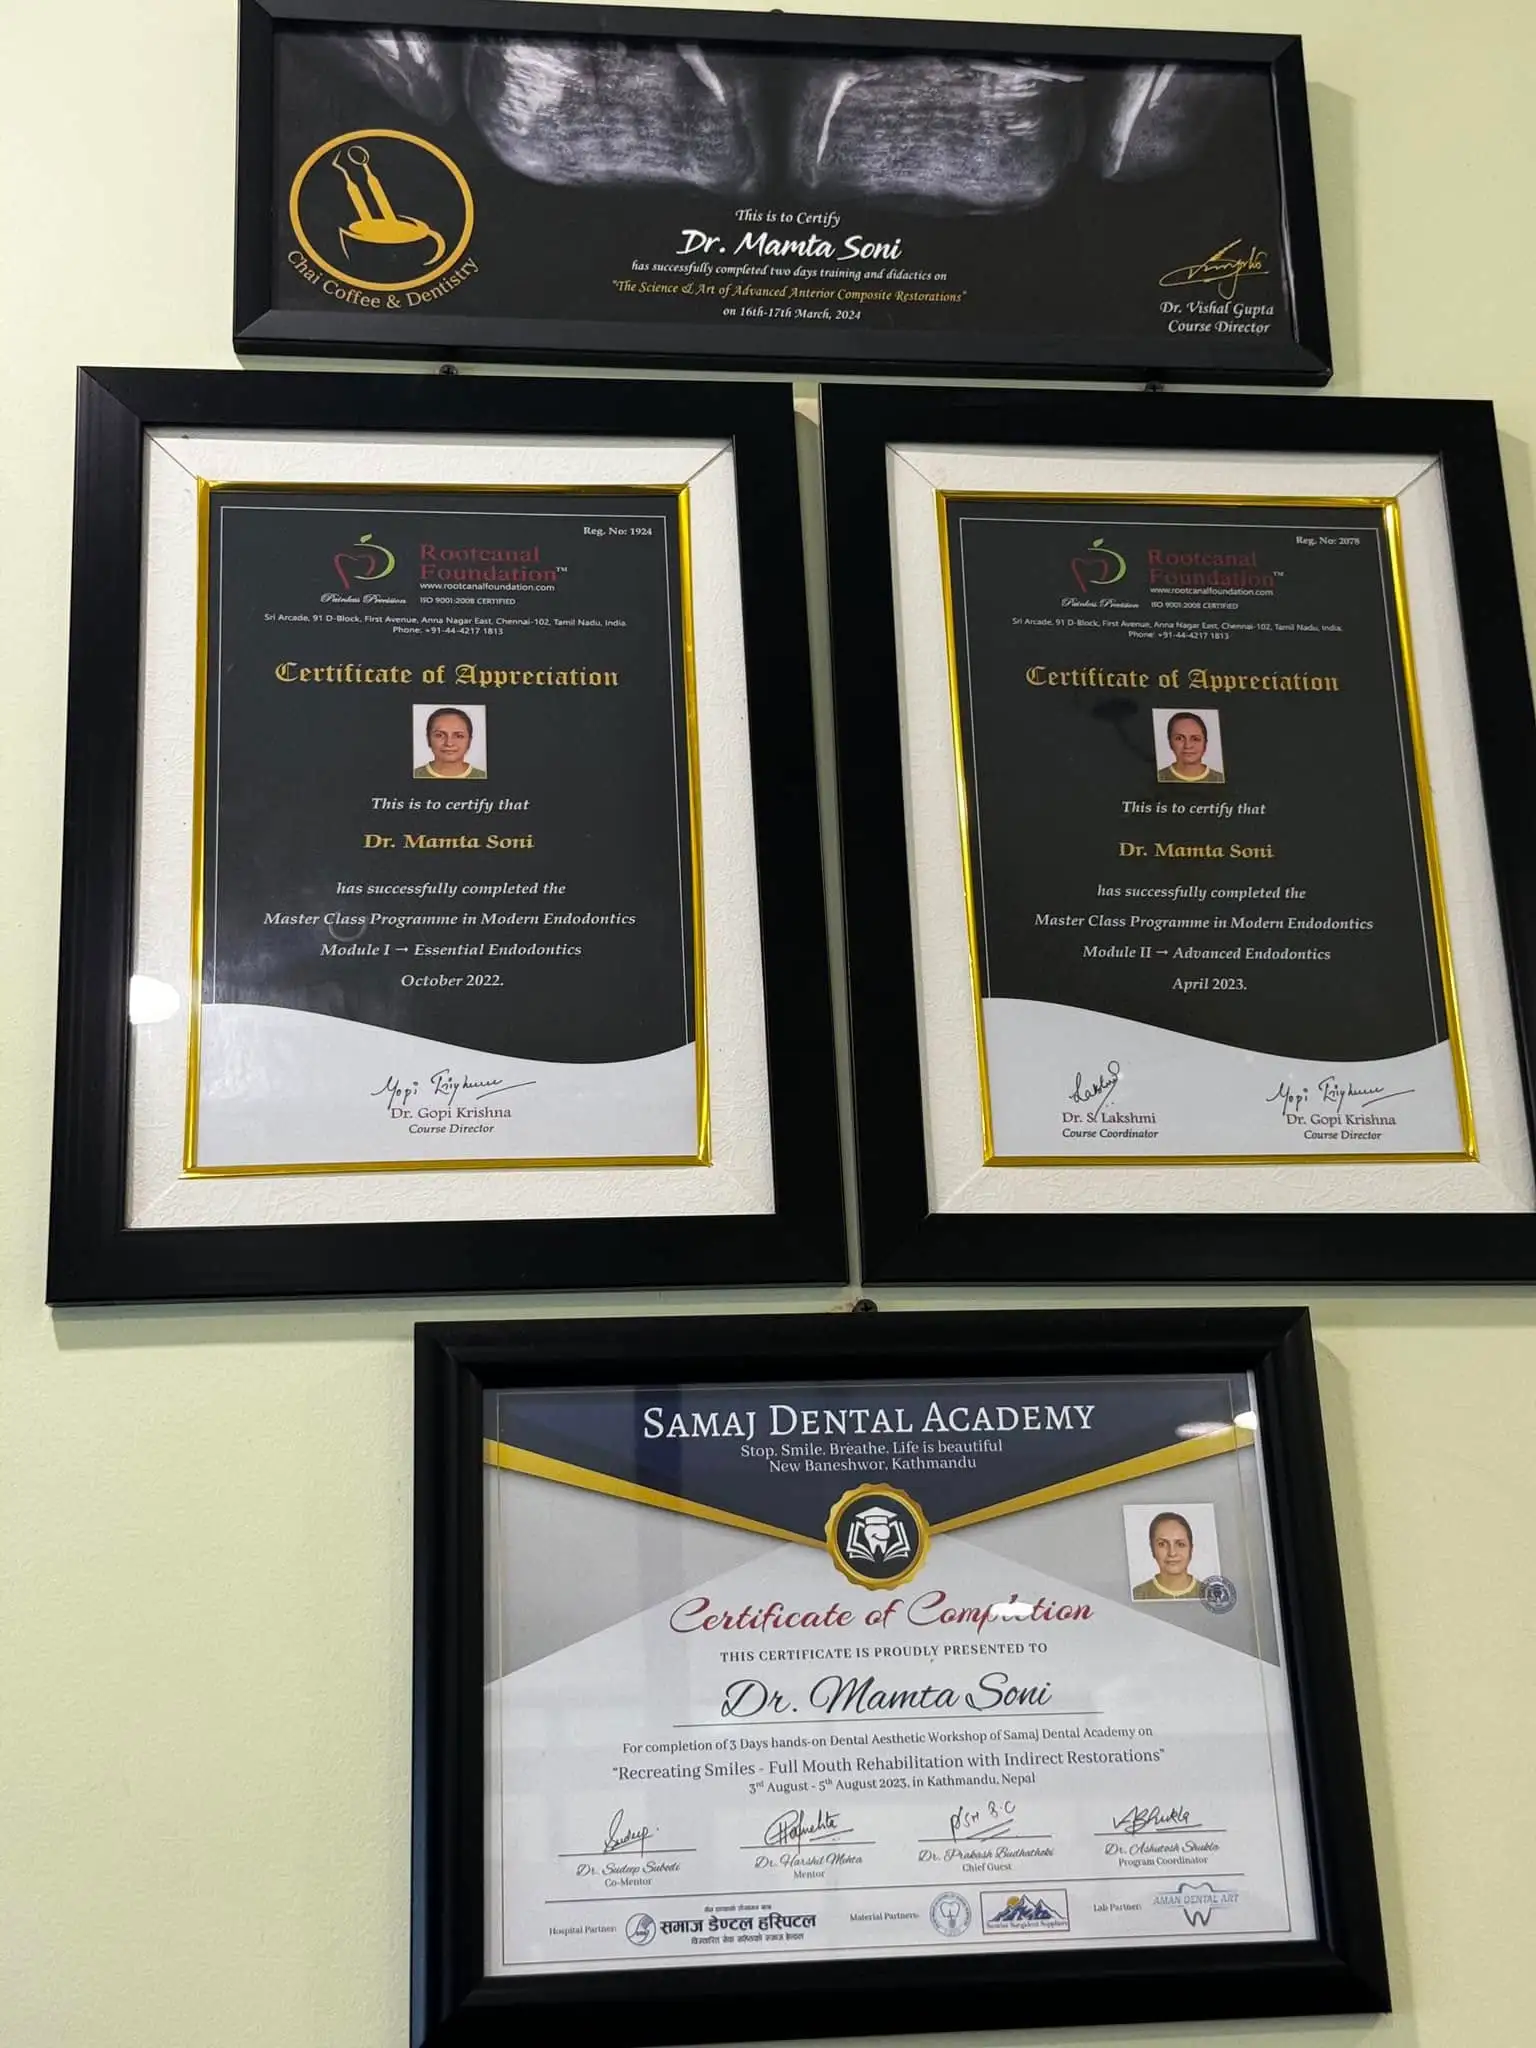 Chai Coffee & Dentistry
This is to Certify
Dr. Mamta Soni
has successfully completed two days training and didactics on
"The Science & Art of Advanced Anterior Composite Restorations"
on 16th-17th March, 2024
Dr. Vishal Gupta
Course Director
Reg. No: 1924
Rootcanal
Foundation™
www.rootcanalfoundation.com
Painless Precision ISO 9001:2008 CERTIFIED
Sri Arcade, 91 D-Block, First Avenue, Anna Nagar East, Chennai-102, Tamil Nadu, India.
Phone: +91-44-4217 1813
Certificate of Appreciation
This is to certify that
Dr. Mamta Soni
has successfully completed the
Master Class Programme in Modern Endodontics
Module I → Essential Endodontics
October 2022.
Dr. Gopi Krishna
Course Director
Reg. No: 2078
Rootcanal
Foundation™
www.rootcanalfoundation.com
Painless Precision ISO 9001:2008 CERTIFIED
Sri Arcade, 91 D-Block, First Avenue, Anna Nagar East, Chennai-102, Tamil Nadu, India.
Phone: +91-44-4217 1813
Certificate of Appreciation
This is to certify that
Dr. Mamta Soni
has successfully completed the
Master Class Programme in Modern Endodontics
Module II → Advanced Endodontics
April 2023.
Dr. S. Lakshmi
Course Coordinator
Dr. Gopi Krishna
Course Director
SAMAJ DENTAL ACADEMY
Stop. Smile. Breathe. Life is beautiful
New Baneshwor, Kathmandu
Certificate of Completion
THIS CERTIFICATE IS PROUDLY PRESENTED TO
Dr. Mamta Soni
For completion of 3 Days hands-on Dental Aesthetic Workshop of Samaj Dental Academy on
"Recreating Smiles - Full Mouth Rehabilitation with Indirect Restorations"
3rd August - 5th August 2023, in Kathmandu, Nepal
Dr. Sudeep Subedi
Co-Mentor
Dr. Harshil Mehta
Mentor
Dr. Prakash Budhathoki
Chief Guest
Dr. Ashutosh Shukla
Program Coordinator
Hospital Partner:
समाज डेण्टल हस्पिटल
Material Partners:
Lab Partner:
AMAN DENTAL ART